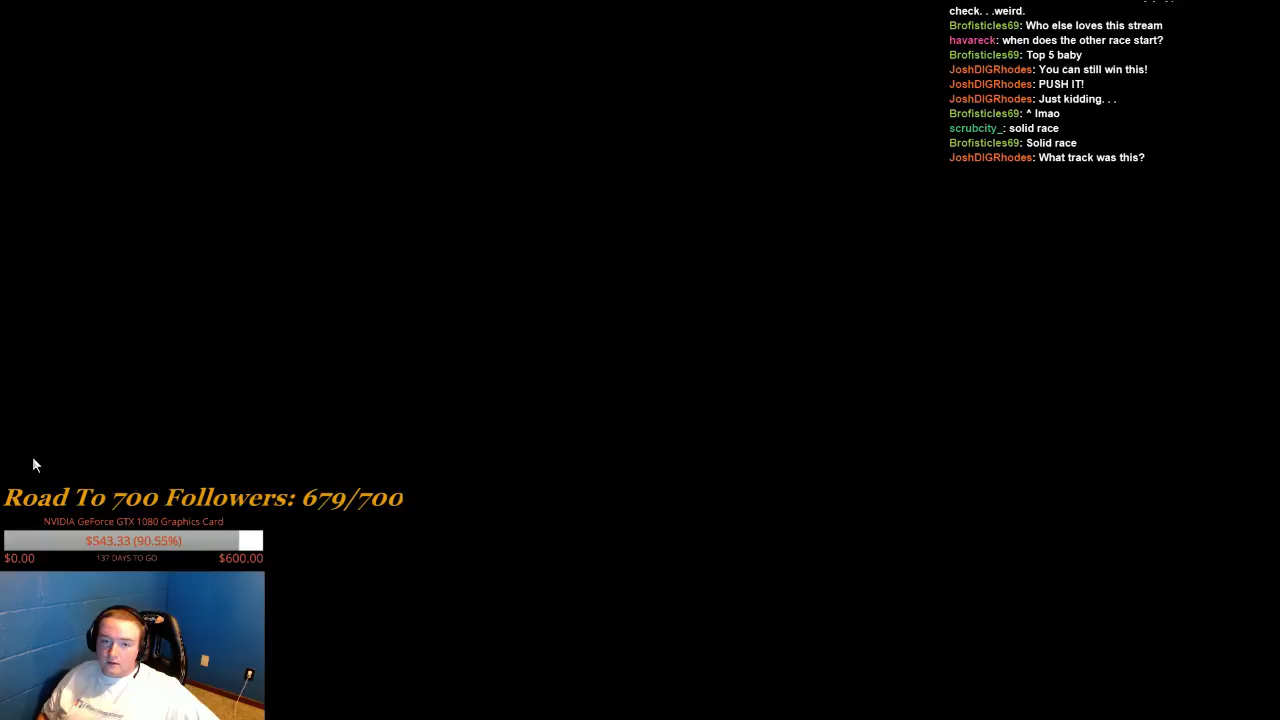 check. . .weird.
Brofisticles69: Who else loves this stream
havareck: when does the other race start?
Brofisticles69: Top 5 baby
JoshDIGRhodes: You can still win this!
JoshDIGRhodes: PUSH IT!
JoshDIGRhodes: Just kidding. . .
Brofisticles69: ^ lmao
scrubcity_: solid race
Brofisticles69: Solid race
JoshDIGRhodes: What track was this?
Road To 700 Followers: 679/700
NVIDIA GeForce GTX 1080 Graphics Card
$543.33 (90.55%)
$0.00 137 DAYS TO GO $600.00